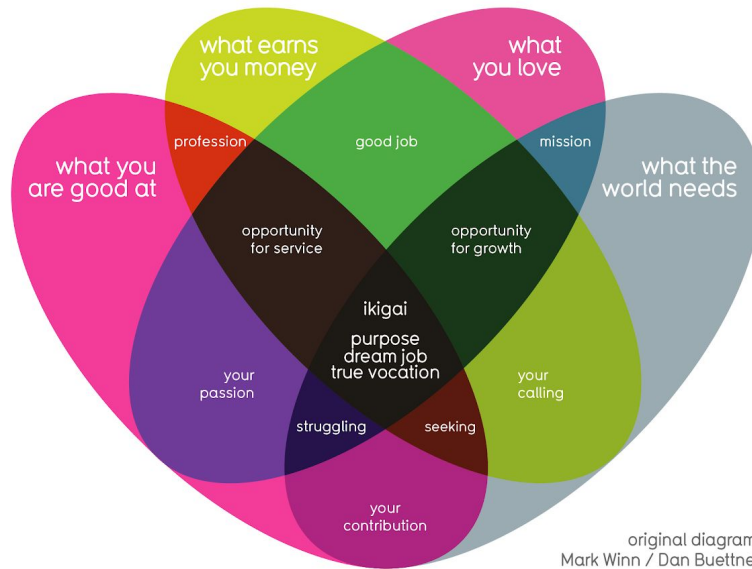 what earns
you money
what
you love
profession
good job
mission
what you
are good at
what the
world needs
opportunity
for service
opportunity
for growth
ikigai
purpose
dream job
true vocation
your
passion
your
calling
struggling
seeking
your
contribution
original diagram
Mark Winn / Dan Buettne